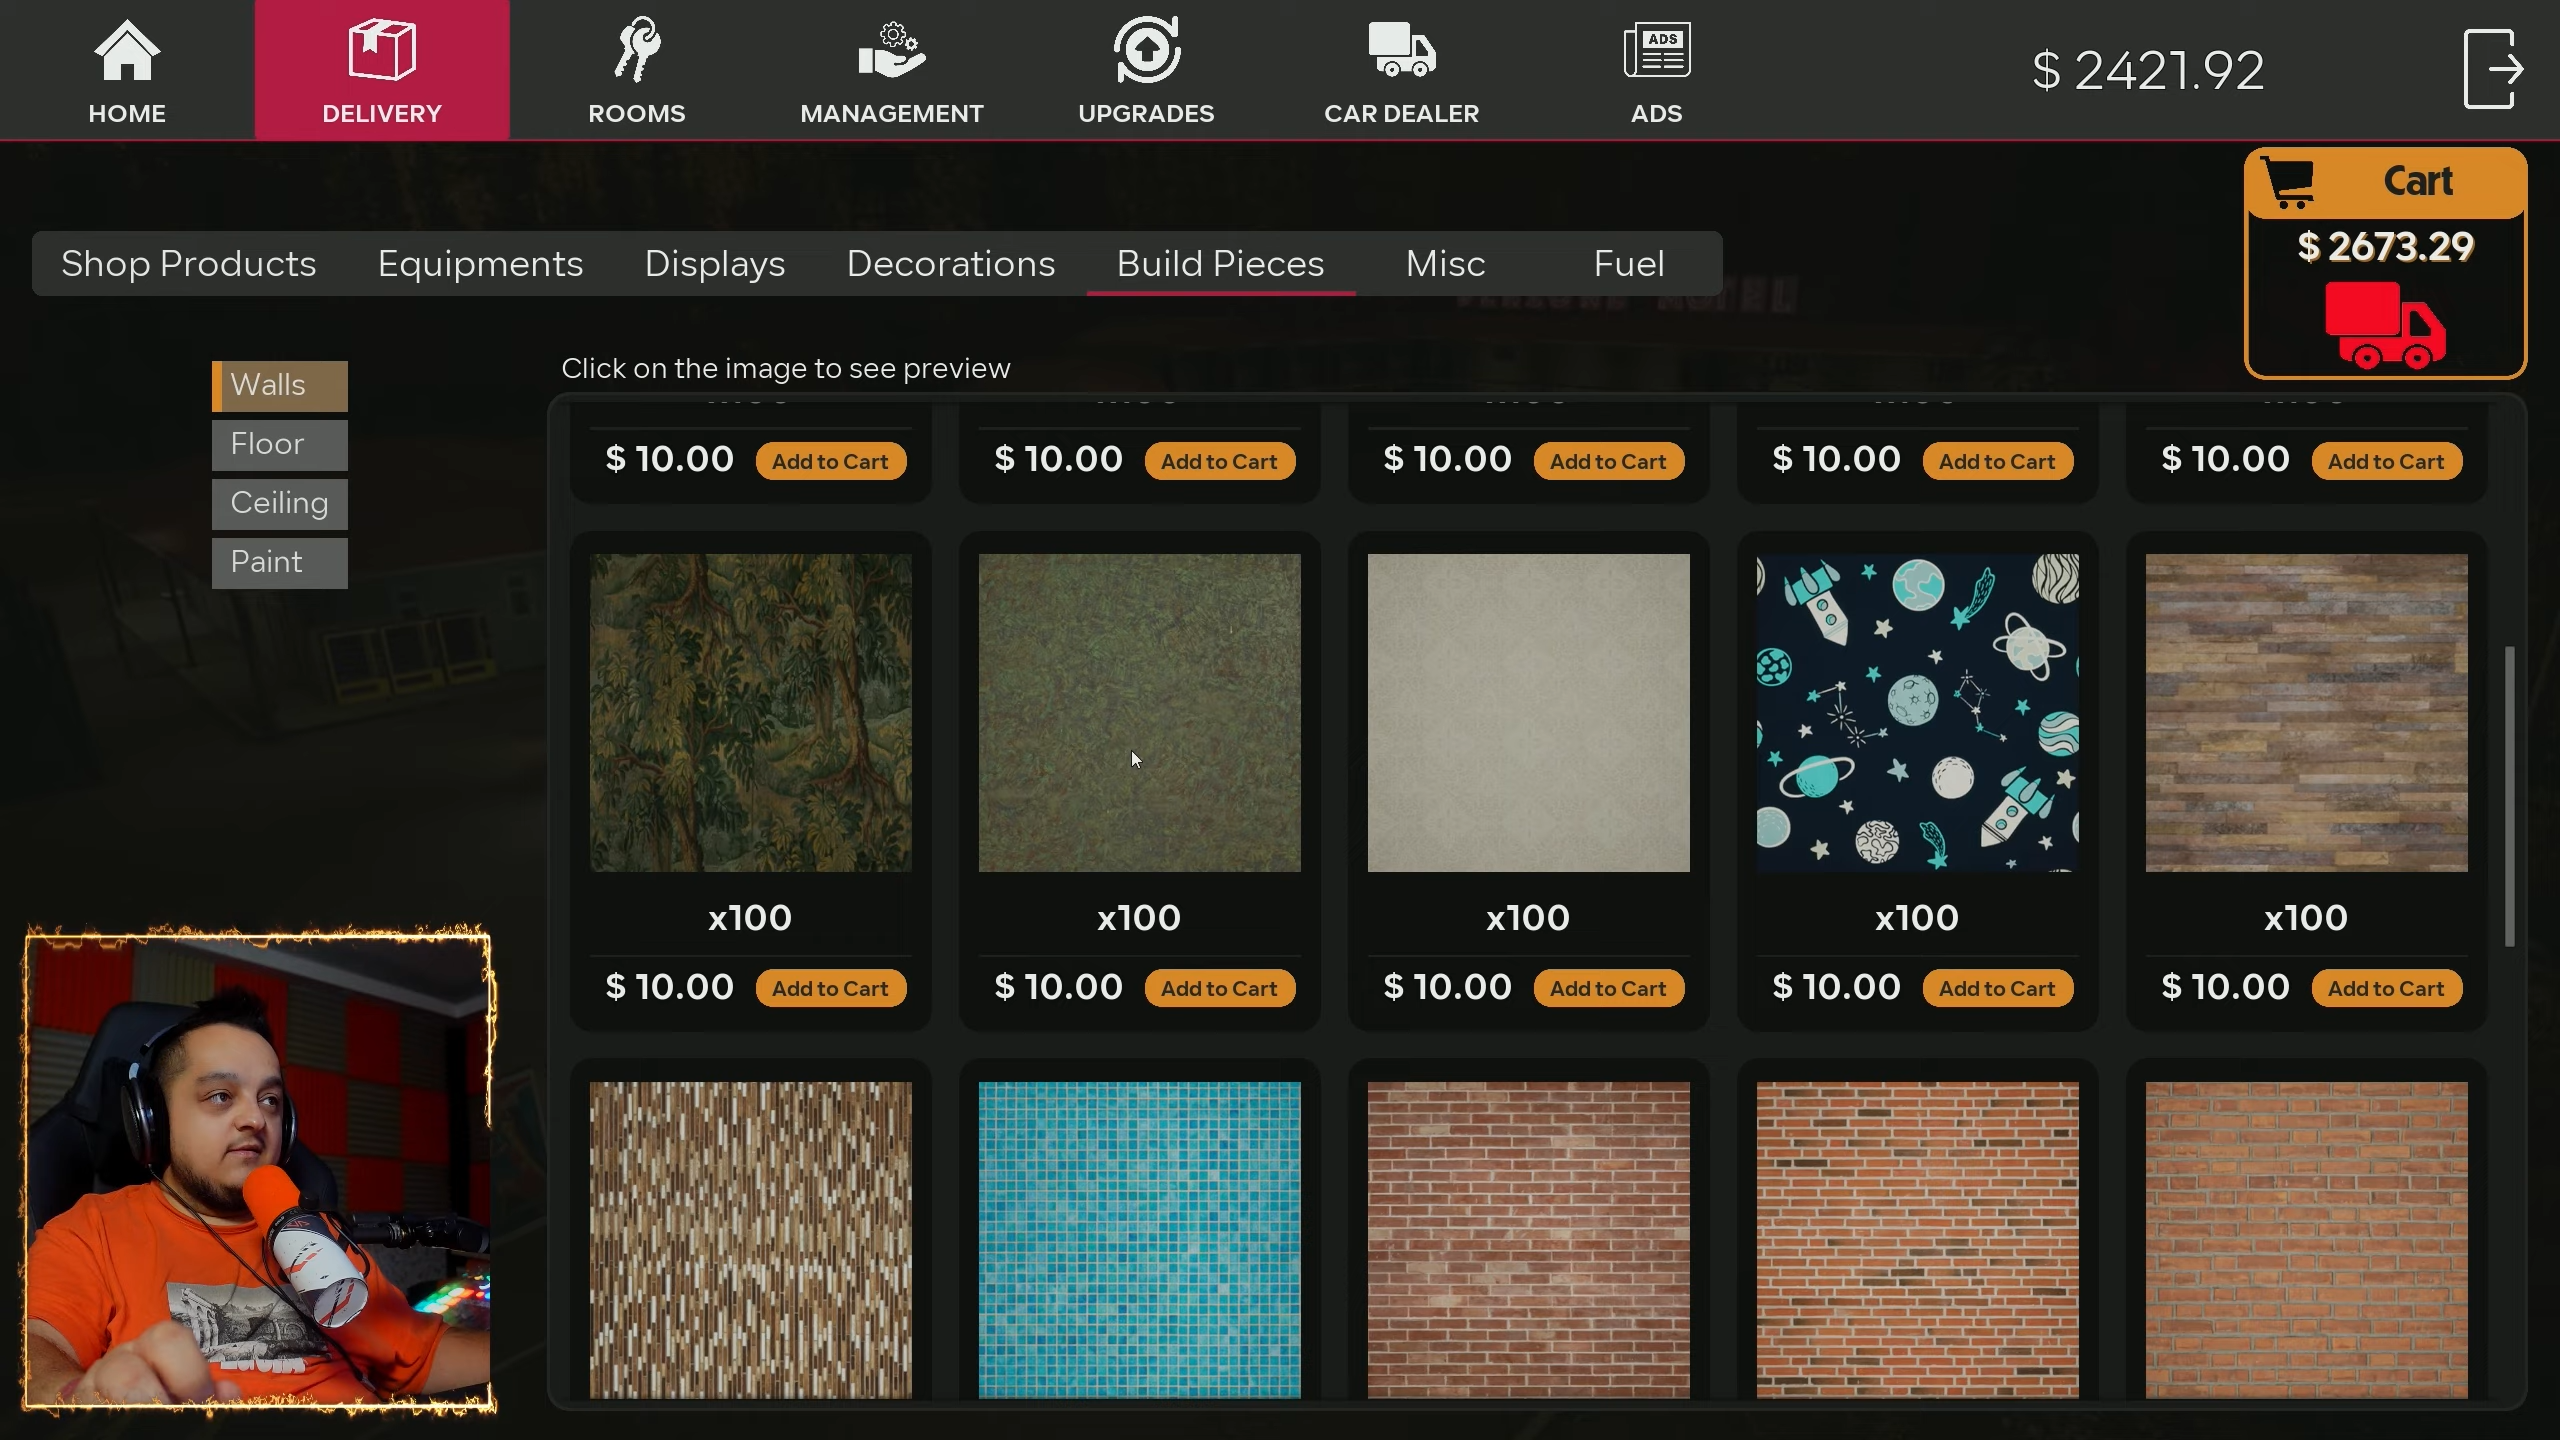 HOME
DELIVERY
ROOMS
MANAGEMENT
UPGRADES
CAR DEALER
ADS
ADS
$ 2421.92
Cart
$ 2673.29
Shop Products
Equipments
Displays
Decorations
Build Pieces
Misc
Fuel
Walls
Floor
Ceiling
Paint
Click on the image to see preview
$ 10.00 Add to Cart
$ 10.00 Add to Cart
$ 10.00 Add to Cart
$ 10.00 Add to Cart
$ 10.00 Add to Cart
x100
x100
x100
x100
x100
$ 10.00 Add to Cart
$ 10.00 Add to Cart
$ 10.00 Add to Cart
$ 10.00 Add to Cart
$ 10.00 Add to Cart